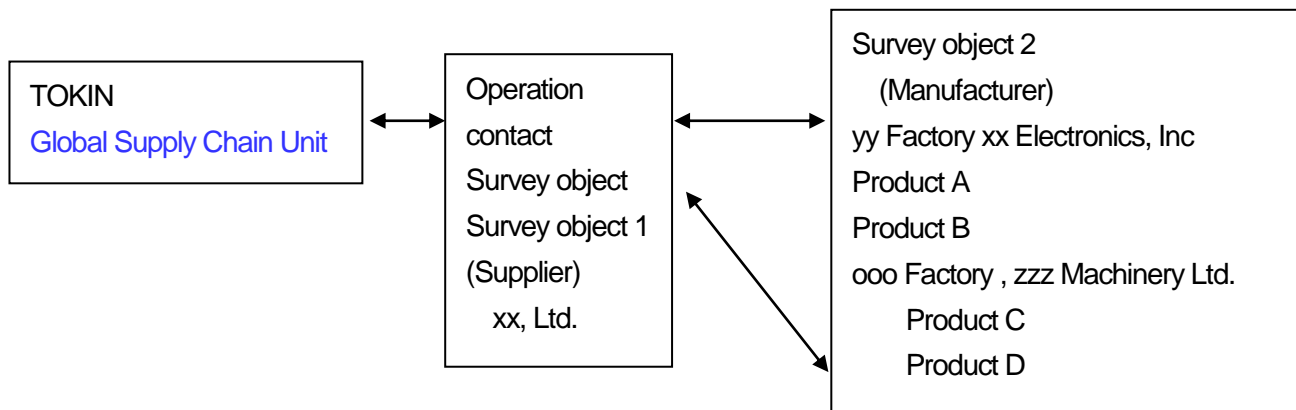 TOKIN
Global Supply Chain Unit
Operation
contact
Survey object
Survey object 1
(Supplier)
xx, Ltd.
Survey object 2
(Manufacturer)
yy Factory xx Electronics, Inc
Product A
Product B
ooo Factory , zzz Machinery Ltd.
Product C
Product D